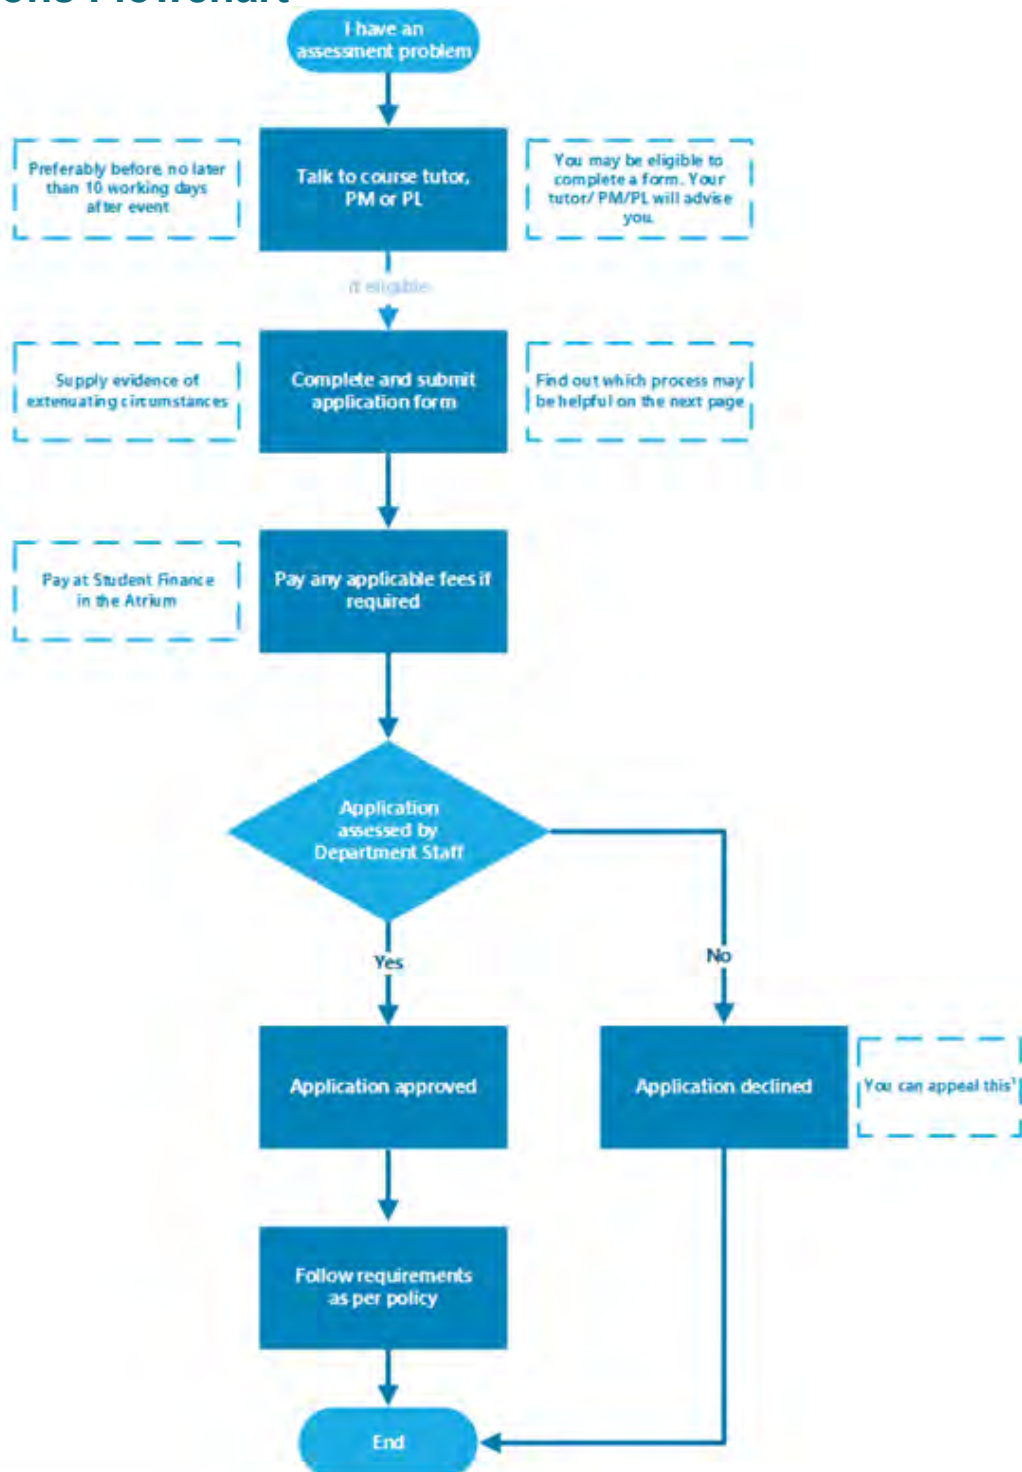 I have an
assessment problem
Preferably before, no later
than 10 working days
after event
Talk to course tutor,
PM or PL
You may be eligible to
complete a form. Your
tutor/ PM/PL will advise
you.
if eligible
Supply evidence of
extenuating circumstances
Complete and submit
application form
Find out which process may
be helpful on the next page
Pay at Student Finance
in the Atrium
Pay any applicable fees if
required
Application
assessed by
Department Staff
Yes
No
Application approved
Application declined
You can appeal this¹
Follow requirements
as per policy
End